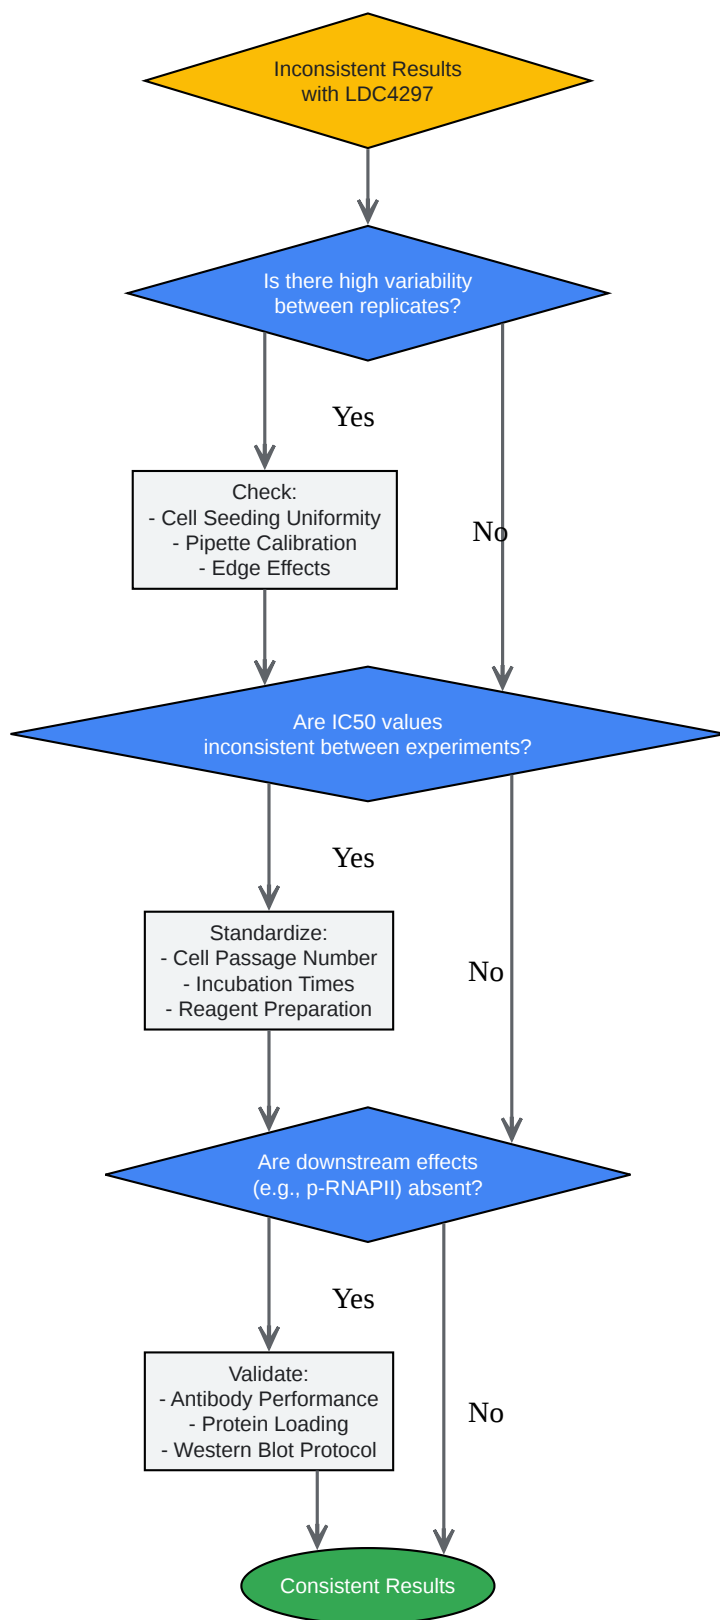 Inconsistent Results
with LDC4297
Is there high variability
between replicates?
Yes
No
Check:
- Cell Seeding Uniformity
- Pipette Calibration
- Edge Effects
Are IC50 values
inconsistent between experiments?
Yes
No
Standardize:
- Cell Passage Number
- Incubation Times
- Reagent Preparation
Are downstream effects
(e.g., p-RNAPII) absent?
Yes
No
Validate:
- Antibody Performance
- Protein Loading
- Western Blot Protocol
Consistent Results